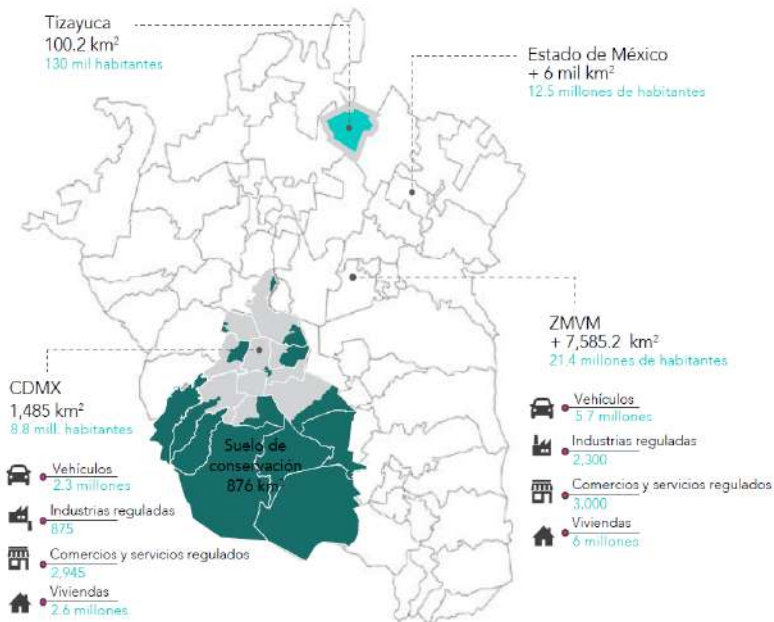 Tizayuca
100.2 km²
130 mil habitantes
Estado de México
+ 6 mil km²
12.5 millones de habitantes
ZMVM
+ 7,585.2 km²
21.4 millones de habitantes
Vehículos
5.7 millones
Industrias reguladas
2,300
Comercios y servicios regulados
3,000
Viviendas
6 millones
CDMX
1,485 km²
8.8 mill. habitantes
Vehículos
2.3 millones
Industrias reguladas
875
Comercios y servicios regulados
2,945
Viviendas
2.6 millones
Suelo de
conservación
876 km²